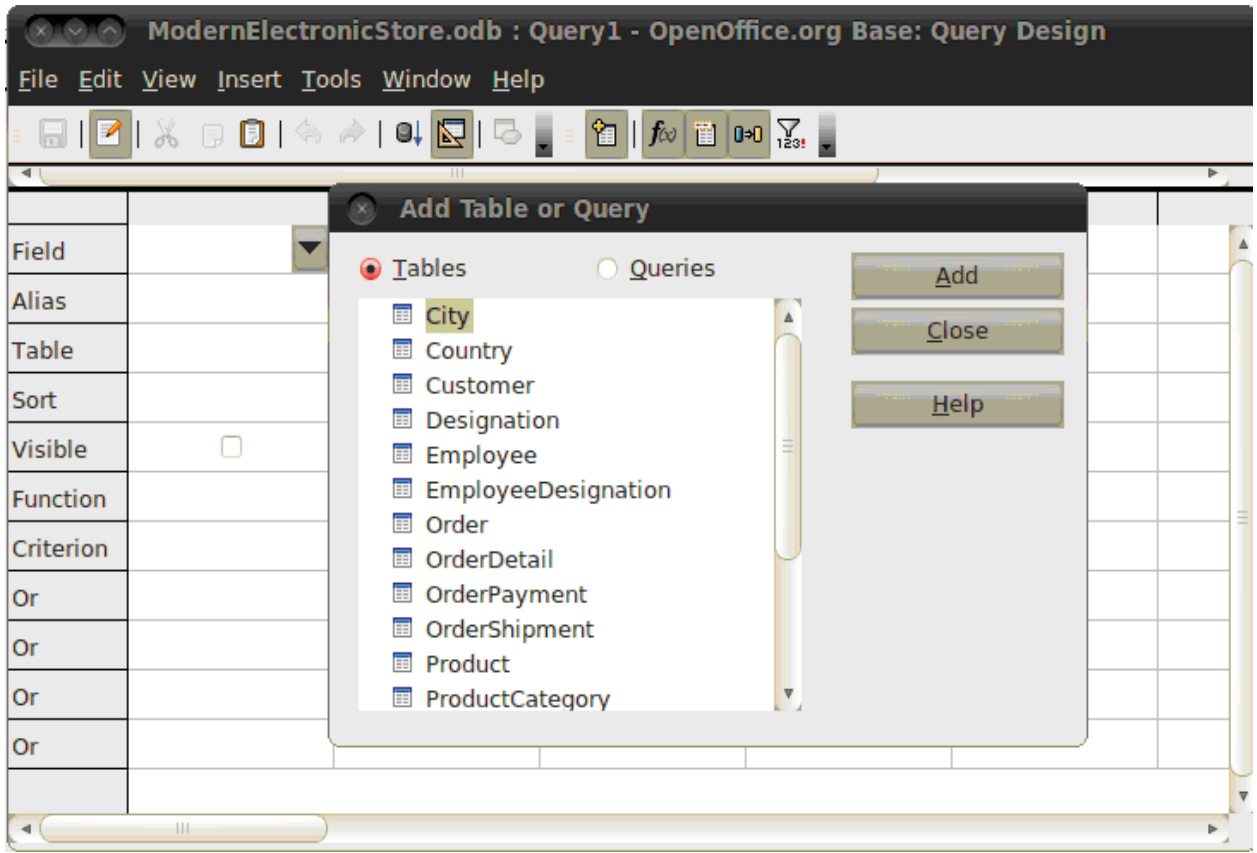 ModernElectronicStore.odb : Query1 - OpenOffice.org Base: Query Design
File Edit View Insert Tools Window Help
f(x) 123!
Add Table or Query
Field
Tables Queries Add
Alias
City
Close
Table
Country
Sort
Customer
Help
Designation
Visible
Employee
Function
EmployeeDesignation
Order
Criterion
OrderDetail
Or
OrderPayment
OrderShipment
Or
Product
Or
ProductCategory
Or